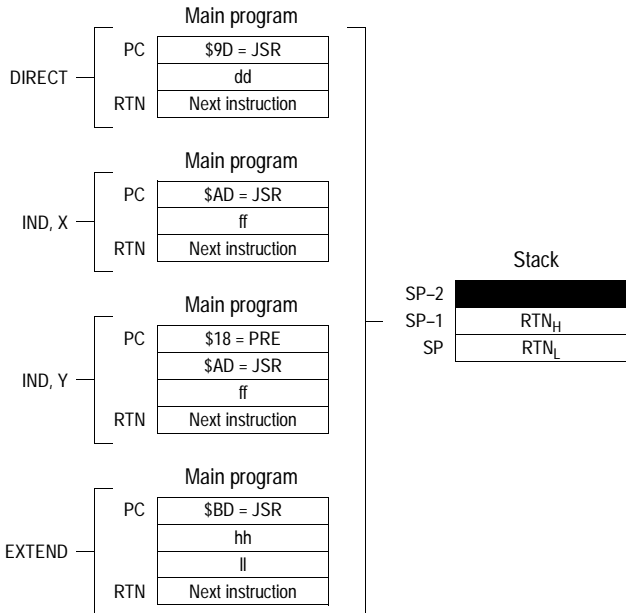 Main program
PC $9D = JSR
DIRECT dd
RTN Next instruction
Main program
PC $AD = JSR
IND, X ff
RTN Next instruction
Main program
PC $18 = PRE
$AD = JSR
IND, Y ff
RTN Next instruction
Main program
PC $BD = JSR
hh
EXTEND ll
RTN Next instruction
Stack
SP–2
SP–1 RTNH
SP RTNL